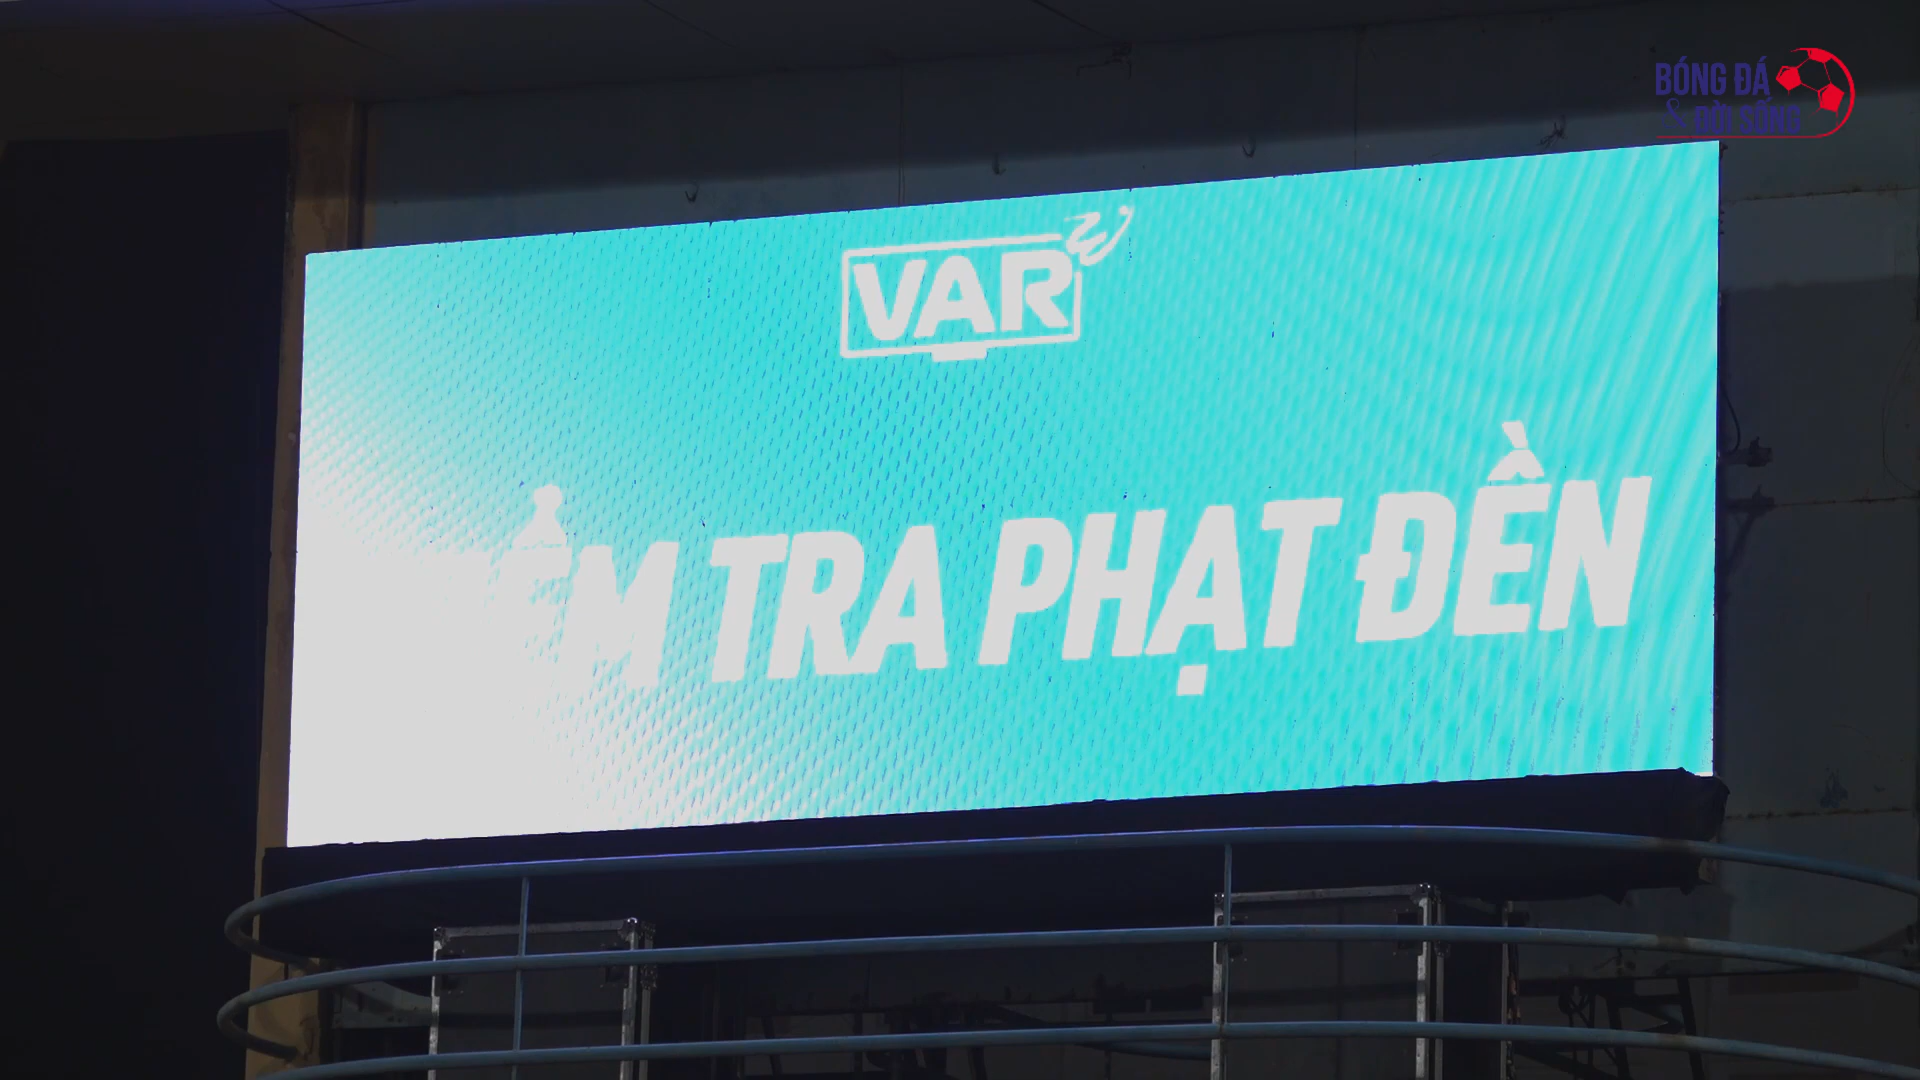 BÓNG ĐÁ
& ĐỜI SỐNG
VAR
TRA PHẠT ĐỀN